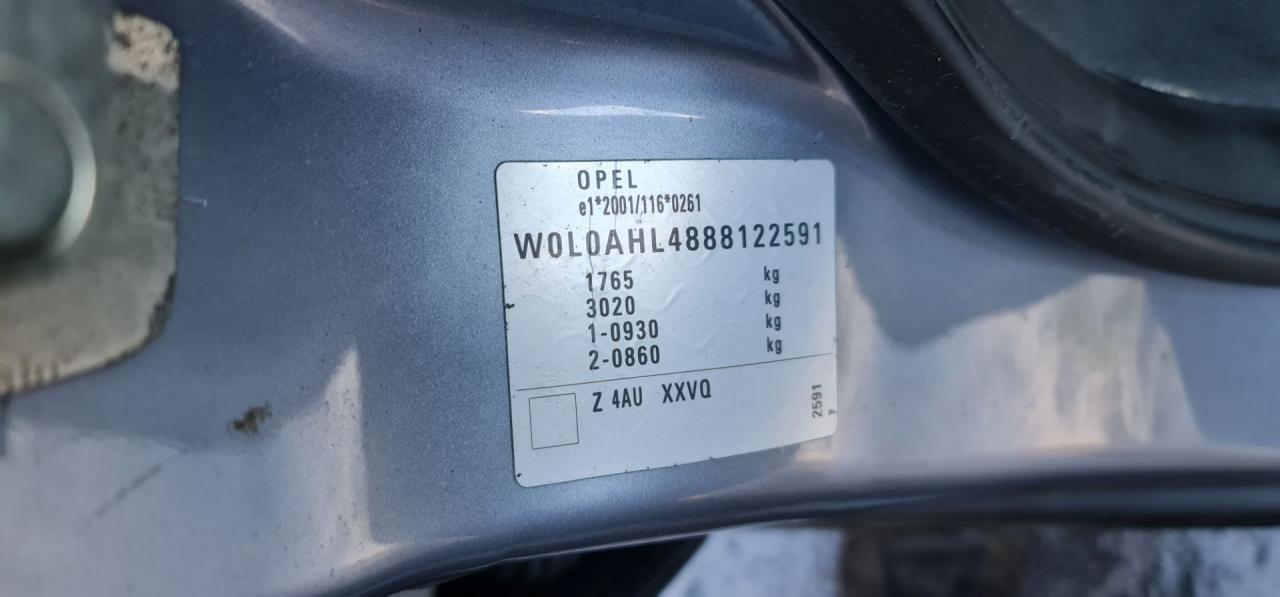 OPEL
e1*2001/116*0261
W0L0AHL4888122591
1765 kg
3020 kg
1-0930 kg
2-0860 kg
Z 4AU XXVQ
2591